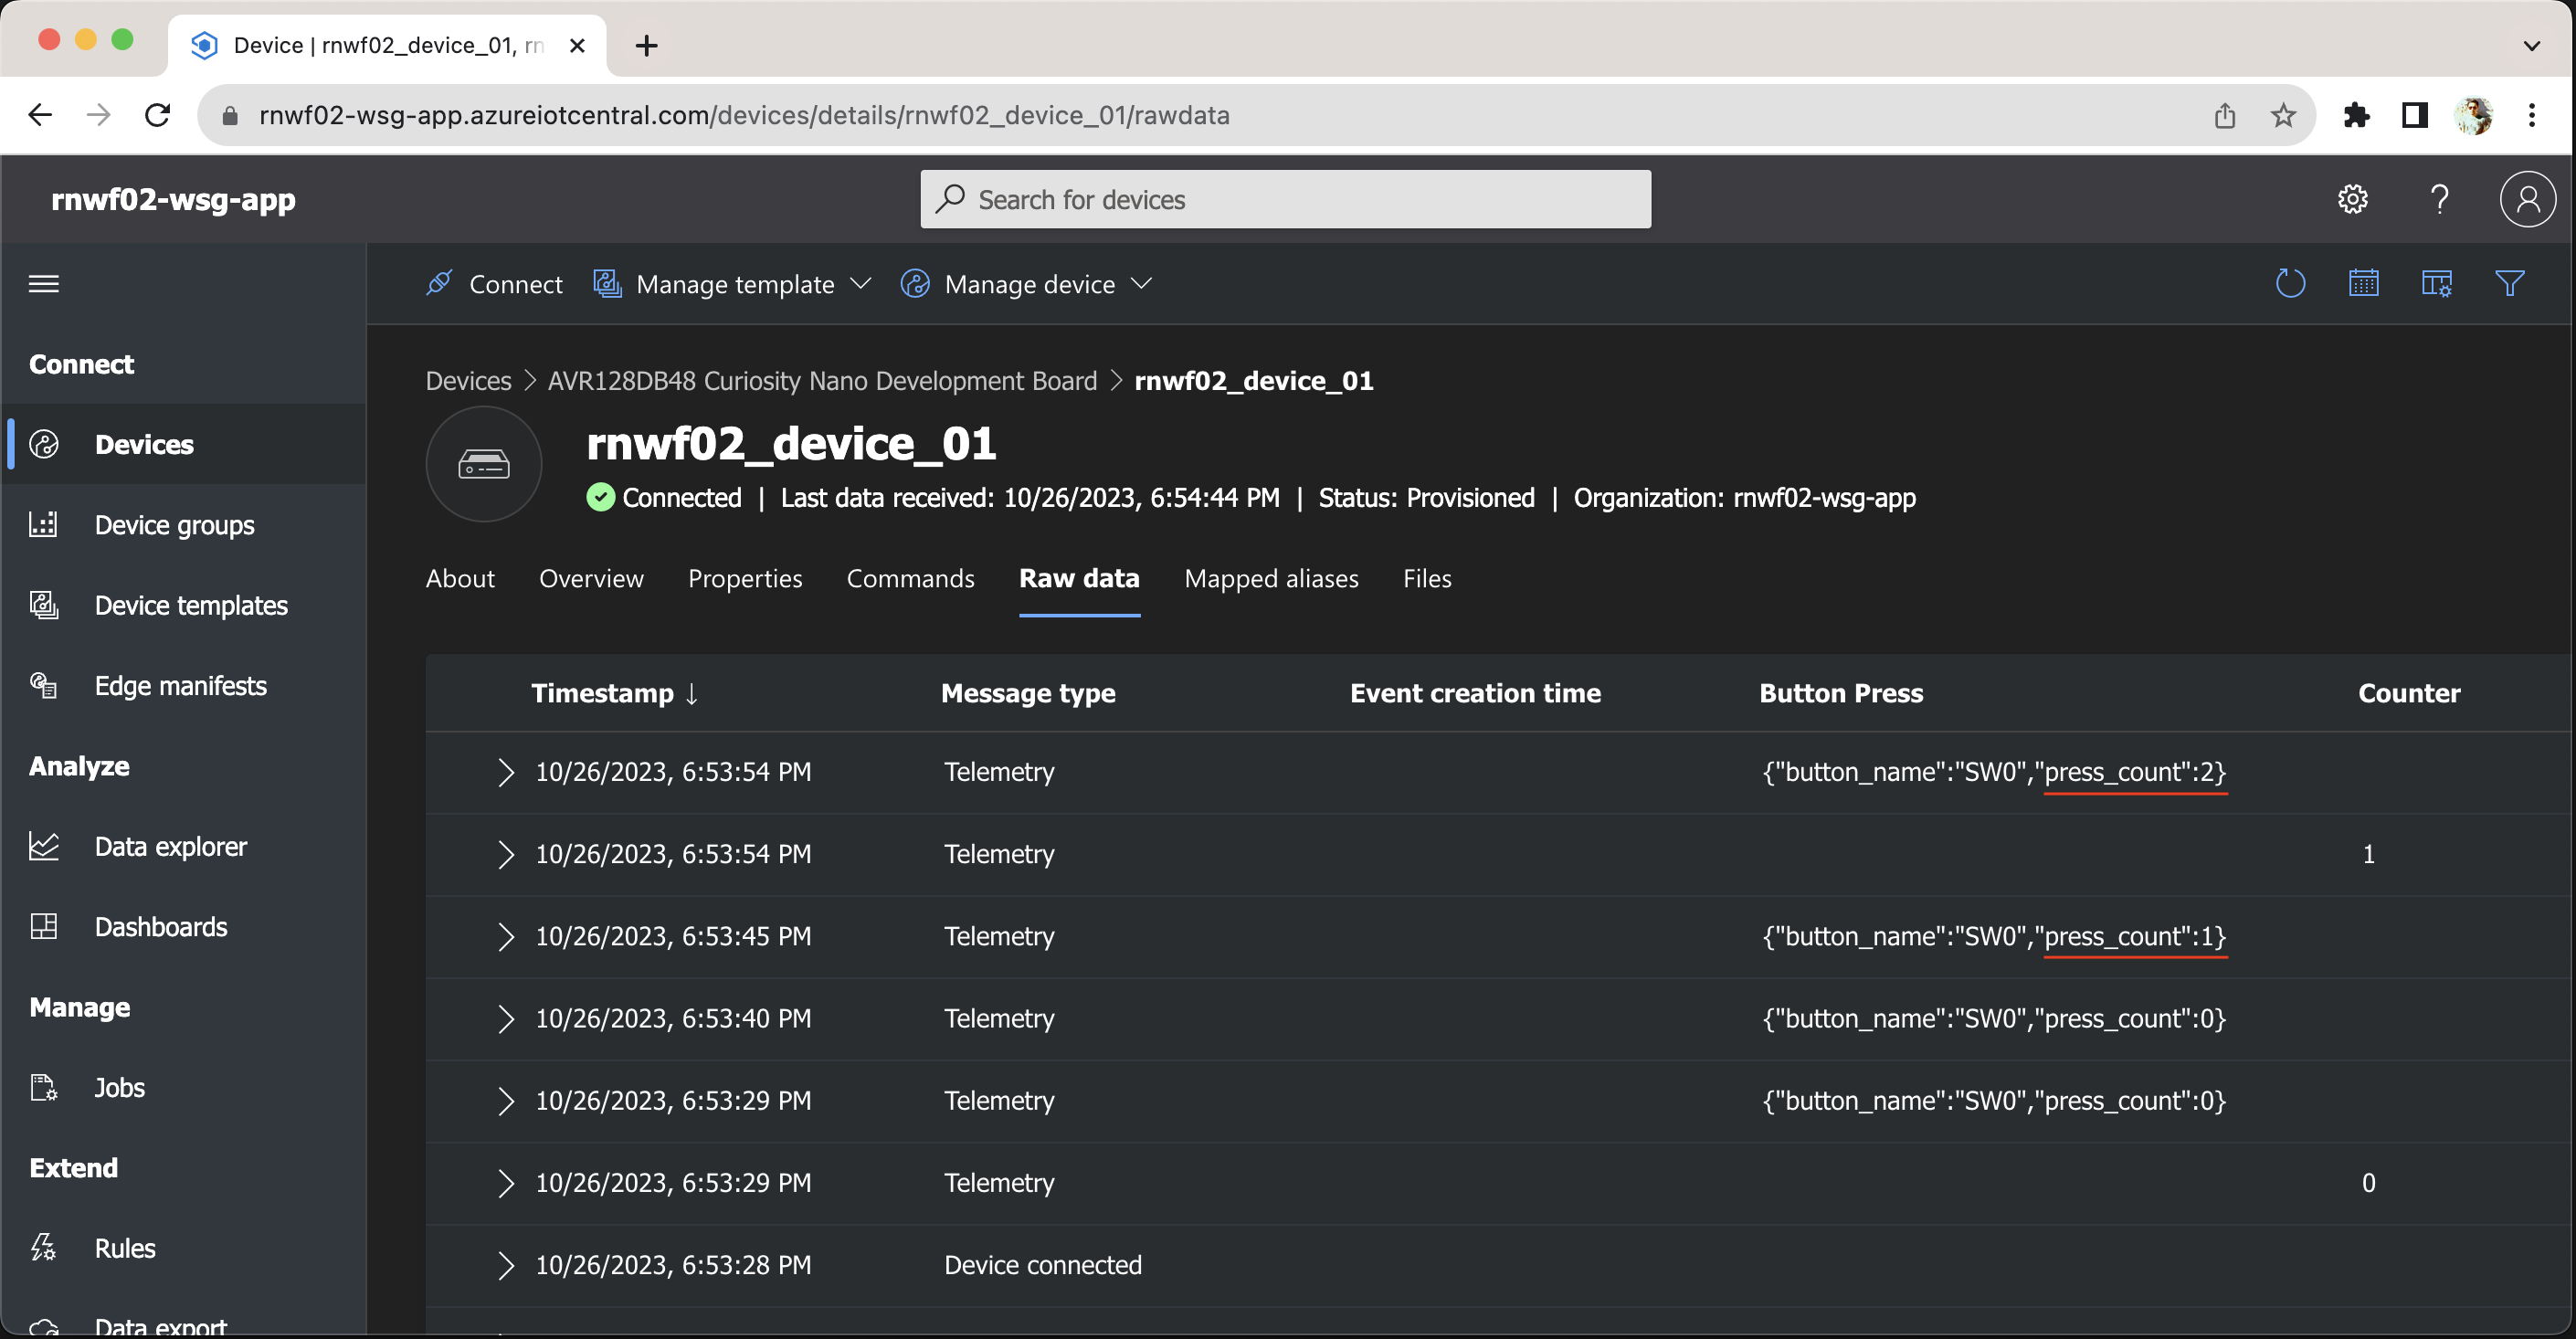 Device | rnwf02_device_01, rn
rnwf02-wsg-app.azureiotcentral.com/devices/details/rnwf02_device_01/rawdata
rnwf02-wsg-app
Search for devices
Connect
Manage template
Manage device
Connect
Devices
Device groups
Device templates
Edge manifests
Analyze
Data explorer
Dashboards
Manage
Jobs
Extend
Rules
Data export
Devices > AVR128DB48 Curiosity Nano Development Board > rnwf02_device_01
rnwf02_device_01
Connected | Last data received: 10/26/2023, 6:54:44 PM | Status: Provisioned | Organization: rnwf02-wsg-app
About Overview Properties Commands Raw data Mapped aliases Files
Timestamp ↓ Message type Event creation time Button Press Counter
10/26/2023, 6:53:54 PM Telemetry {"button_name":"SW0","press_count":2}
10/26/2023, 6:53:54 PM Telemetry 1
10/26/2023, 6:53:45 PM Telemetry {"button_name":"SW0","press_count":1}
10/26/2023, 6:53:40 PM Telemetry {"button_name":"SW0","press_count":0}
10/26/2023, 6:53:29 PM Telemetry {"button_name":"SW0","press_count":0}
10/26/2023, 6:53:29 PM Telemetry 0
10/26/2023, 6:53:28 PM Device connected